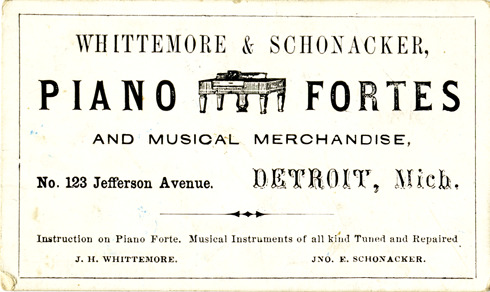 WHITTEMORE & SCHONACKER,
PIANO FORTES
AND MUSICAL MERCHANDISE,
No. 123 Jefferson Avenue. DETROIT, Mich.
Instruction on Piano Forte. Musical Instruments of all kind Tuned and Repaired
J. H. WHITTEMORE. JNO. E. SCHONACKER.